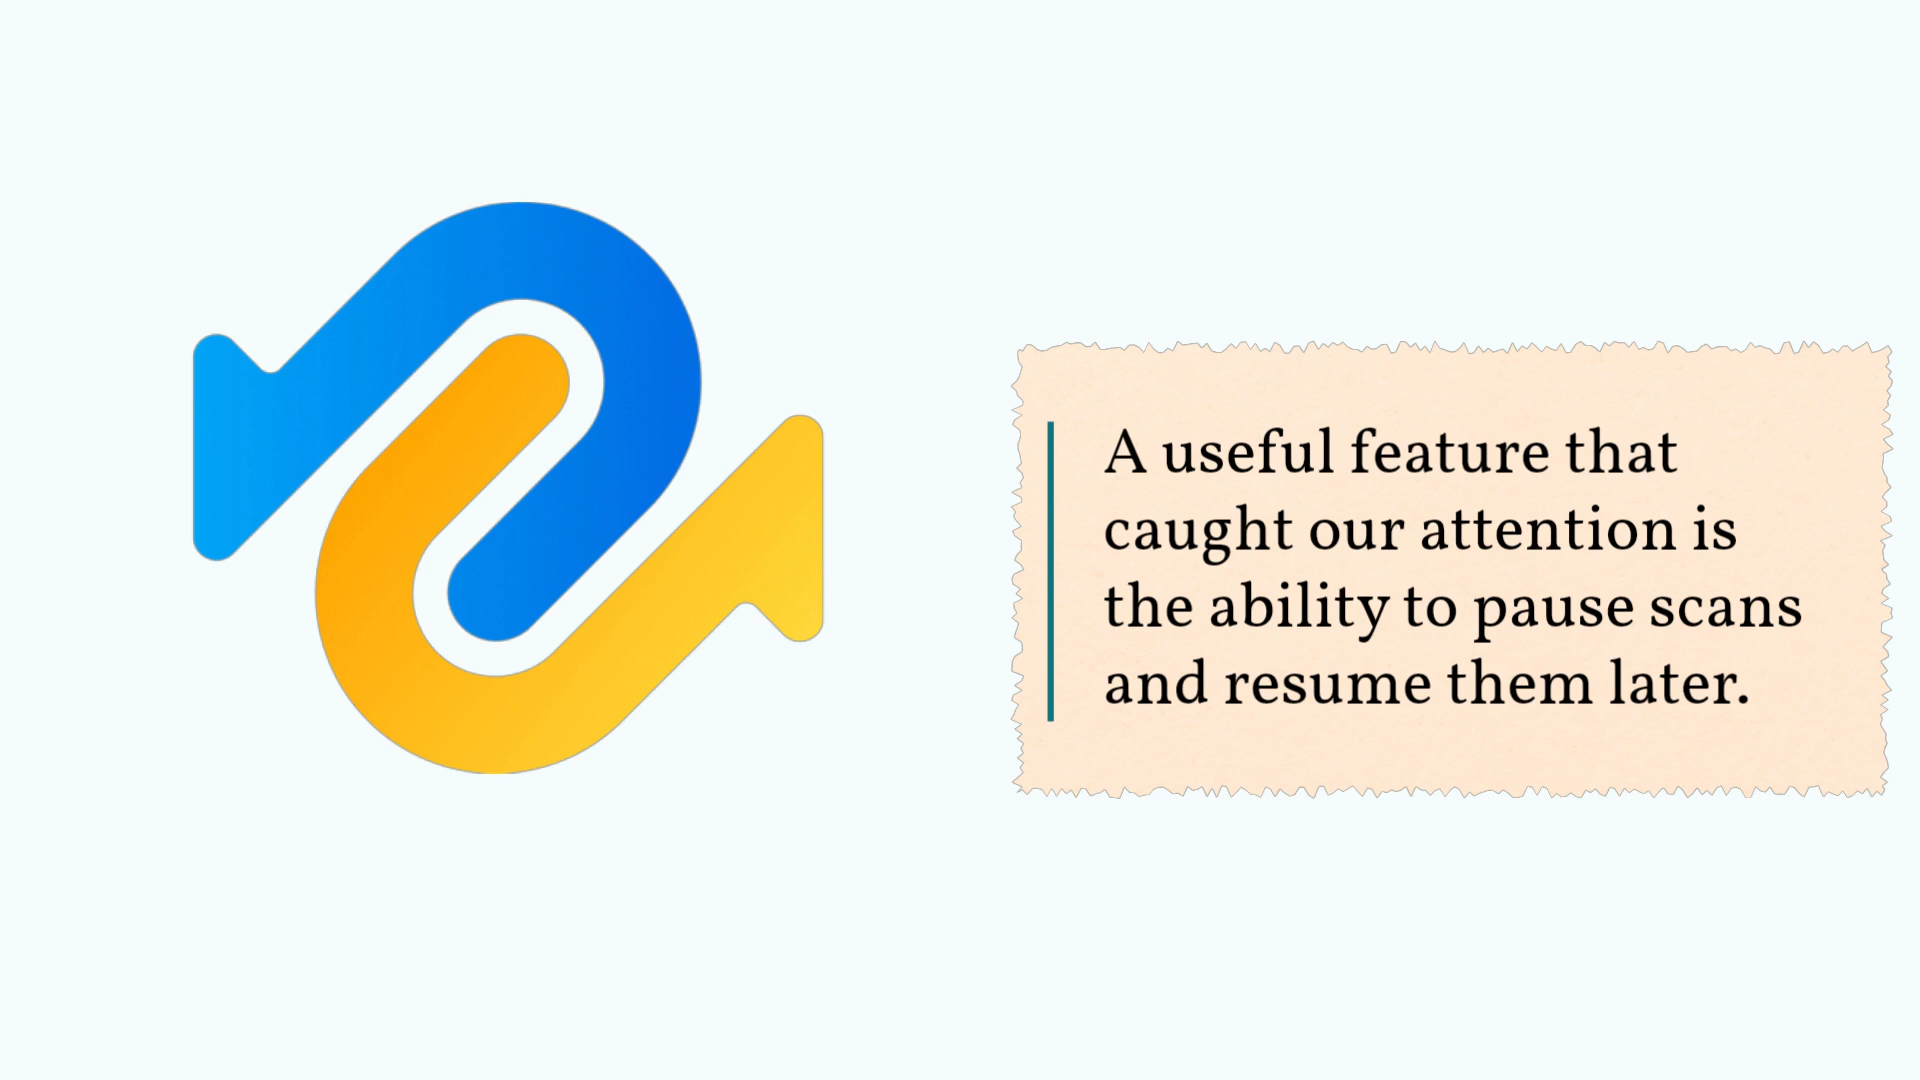 A useful feature that
caught our attention is
the ability to pause scans
and resume them later.